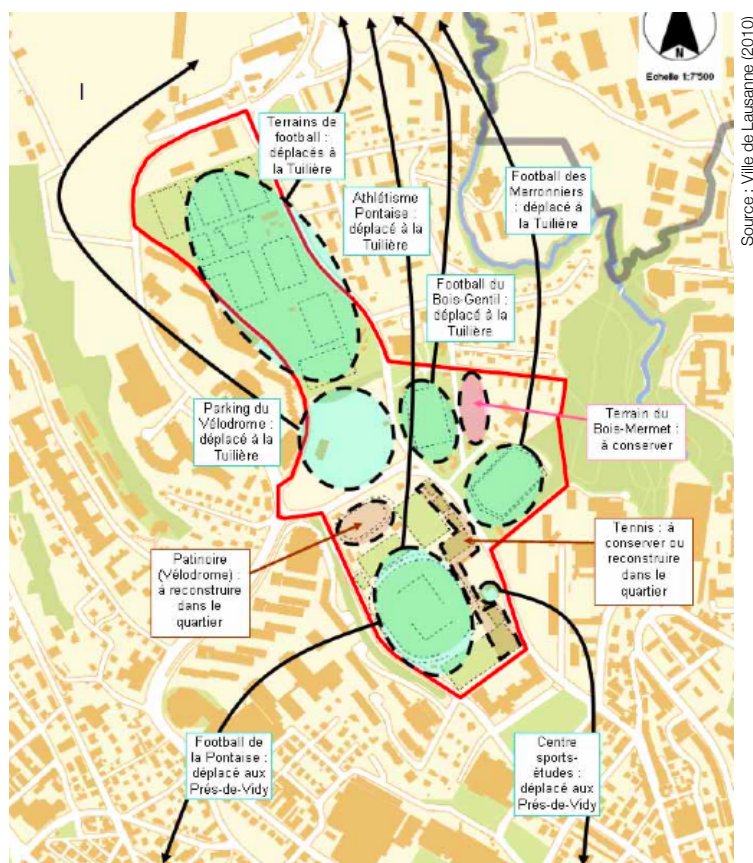 N
Echelle 1:7'500
Source : Ville de Lausanne (2010)
Terrains de
football :
déplacés à
la Tuilière
Athlétisme
Pontaise :
déplacé à la
Tuilière
Football des
Marronniers
: déplacé à
la Tuilière
Football du
Bois-Gentil :
déplacé à la
Tuilière
Parking du
Vélodrome :
déplacé à la
Tuilière
Terrain du
Bois-Mermet :
à conserver
Patinoire
(Vélodrome) :
à reconstruire
dans le
quartier
Tennis : à
conserver ou
reconstruire
dans le
quartier
Football de
la Pontaise :
déplacé aux
Prés-de-Vidy
Centre
sports-
études :
déplacé aux
Prés-de-Vidy